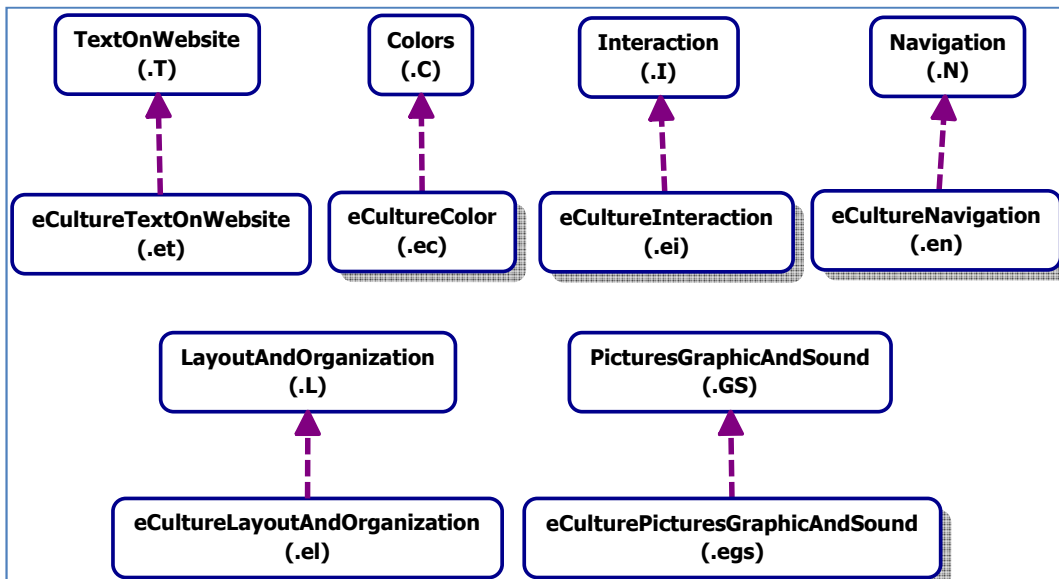 TextOnWebsite
(.T)
Colors
(.C)
Interaction
(.I)
Navigation
(.N)
eCultureTextOnWebsite
(.et)
eCultureColor
(.ec)
eCultureInteraction
(.ei)
eCultureNavigation
(.en)
LayoutAndOrganization
(.L)
PicturesGraphicAndSound
(.GS)
eCultureLayoutAndOrganization
(.el)
eCulturePicturesGraphicAndSound
(.egs)